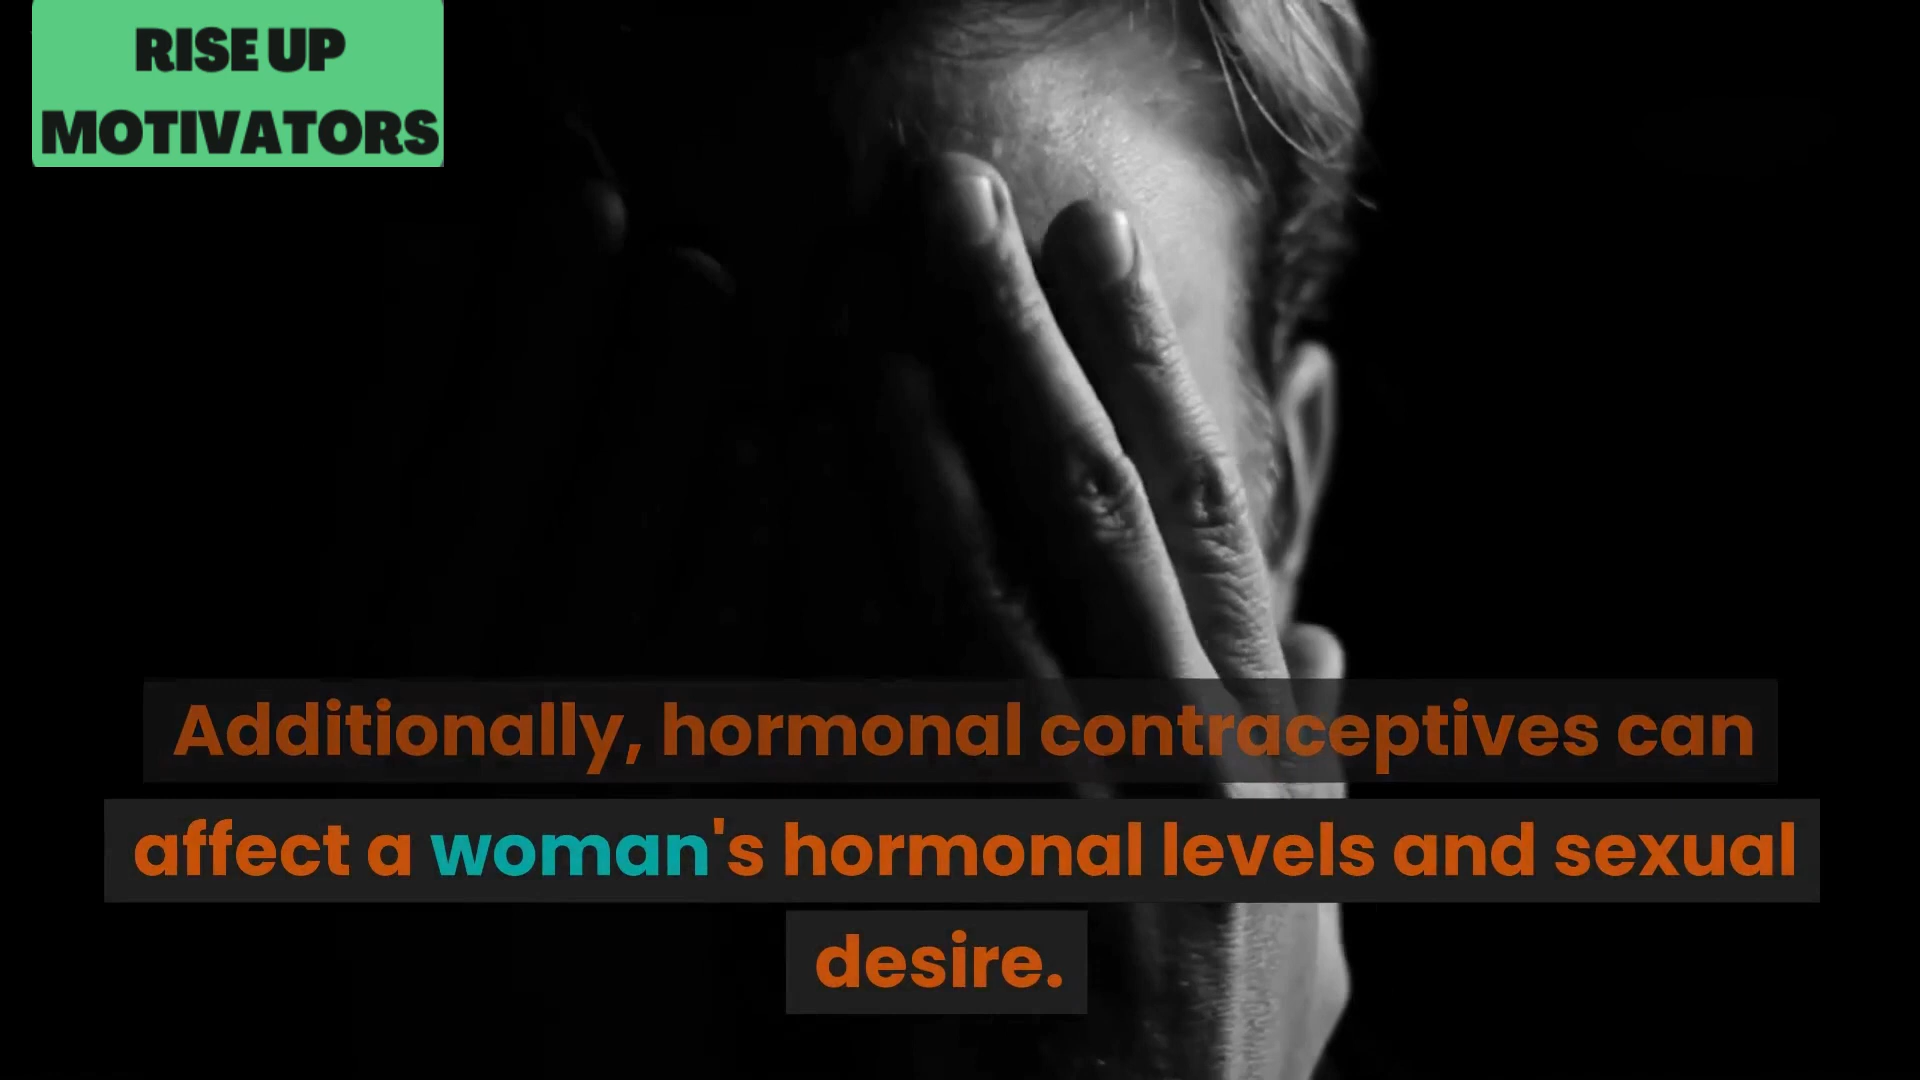 RISE UP
MOTIVATORS
Additionally, hormonal contraceptives can
affect a woman's hormonal levels and sexual
desire.